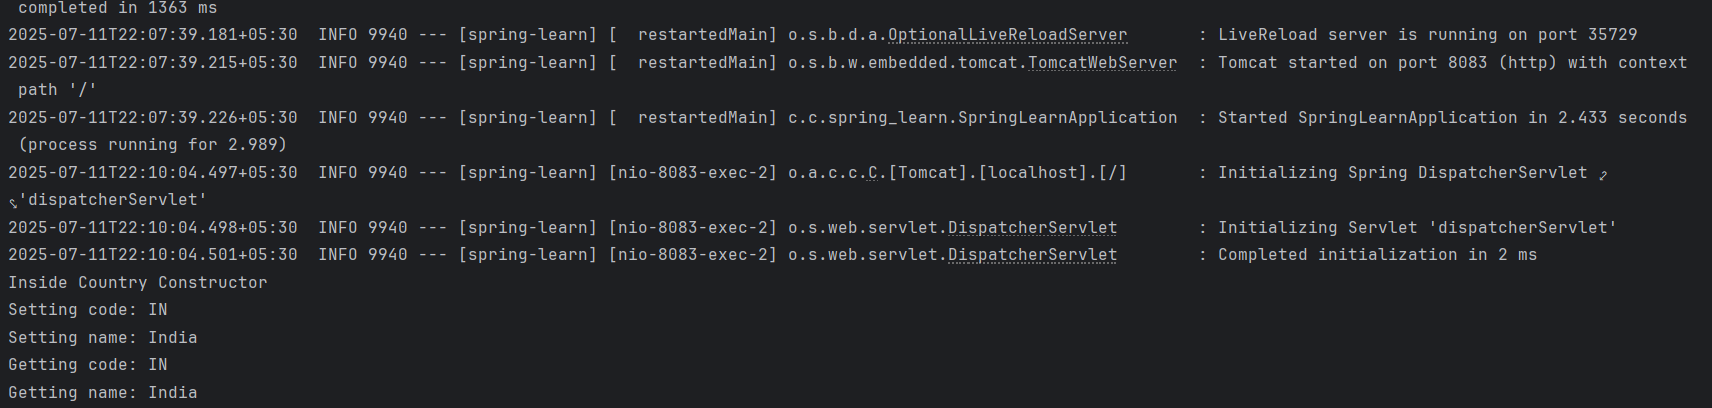 completed in 1363 ms
2025-07-11T22:07:39.181+05:30  INFO 9940 --- [spring-learn] [  restartedMain] o.s.b.d.a.OptionalLiveReloadServer       : LiveReload server is running on port 35729
2025-07-11T22:07:39.215+05:30  INFO 9940 --- [spring-learn] [  restartedMain] o.s.b.w.embedded.tomcat.TomcatWebServer  : Tomcat started on port 8083 (http) with context
path '/'
2025-07-11T22:07:39.226+05:30  INFO 9940 --- [spring-learn] [  restartedMain] c.c.spring_learn.SpringLearnApplication  : Started SpringLearnApplication in 2.433 seconds
(process running for 2.989)
2025-07-11T22:10:04.497+05:30  INFO 9940 --- [spring-learn] [nio-8083-exec-2] o.a.c.c.C.[Tomcat].[localhost].[/]       : Initializing Spring DispatcherServlet
'dispatcherServlet'
2025-07-11T22:10:04.498+05:30  INFO 9940 --- [spring-learn] [nio-8083-exec-2] o.s.web.servlet.DispatcherServlet        : Initializing Servlet 'dispatcherServlet'
2025-07-11T22:10:04.501+05:30  INFO 9940 --- [spring-learn] [nio-8083-exec-2] o.s.web.servlet.DispatcherServlet        : Completed initialization in 2 ms
Inside Country Constructor
Setting code: IN
Setting name: India
Getting code: IN
Getting name: India